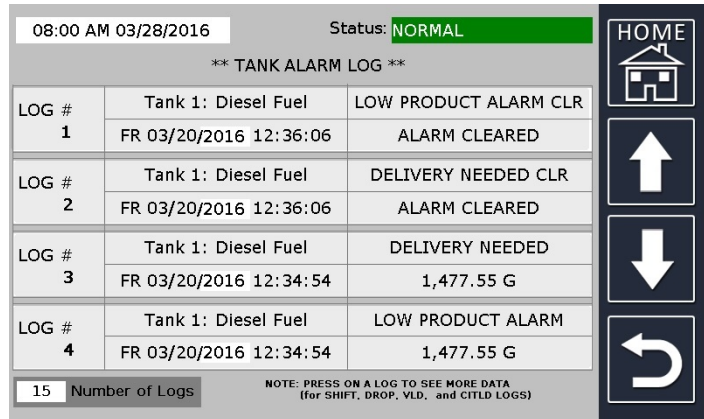 08:00 AM 03/28/2016 Status: NORMAL HOME
** TANK ALARM LOG **
LOG # 1 Tank 1: Diesel Fuel LOW PRODUCT ALARM CLR
FR 03/20/2016 12:36:06 ALARM CLEARED
LOG # 2 Tank 1: Diesel Fuel DELIVERY NEEDED CLR
FR 03/20/2016 12:36:06 ALARM CLEARED
LOG # 3 Tank 1: Diesel Fuel DELIVERY NEEDED
FR 03/20/2016 12:34:54 1,477.55 G
LOG # 4 Tank 1: Diesel Fuel LOW PRODUCT ALARM
FR 03/20/2016 12:34:54 1,477.55 G
15 Number of Logs NOTE: PRESS ON A LOG TO SEE MORE DATA
(for SHIFT, DROP, VLD, and CITLD LOGS)